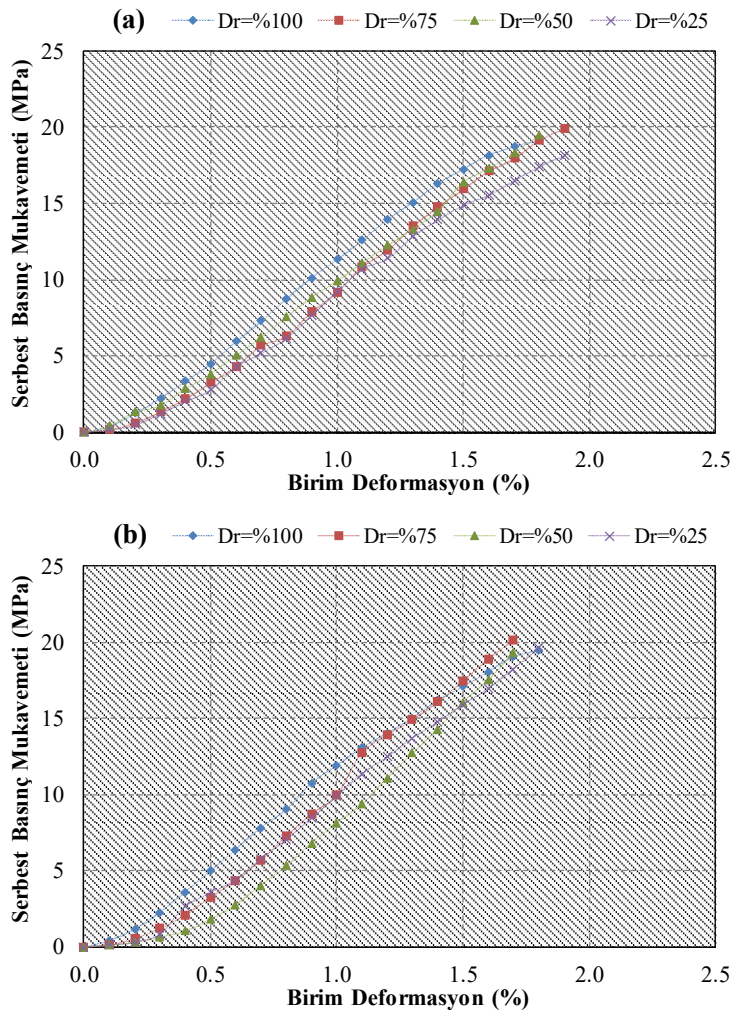 (a) Dr=%100 Dr=%75 Dr=%50 Dr=%25
Serbest Basınç Mukavemeti (MPa)
25
20
15
10
5
0
0.0 0.5 1.0 1.5 2.0 2.5
Birim Deformasyon (%)
(b) Dr=%100 Dr=%75 Dr=%50 Dr=%25
Serbest Basınç Mukavemeti (MPa)
25
20
15
10
5
0
0.0 0.5 1.0 1.5 2.0 2.5
Birim Deformasyon (%)